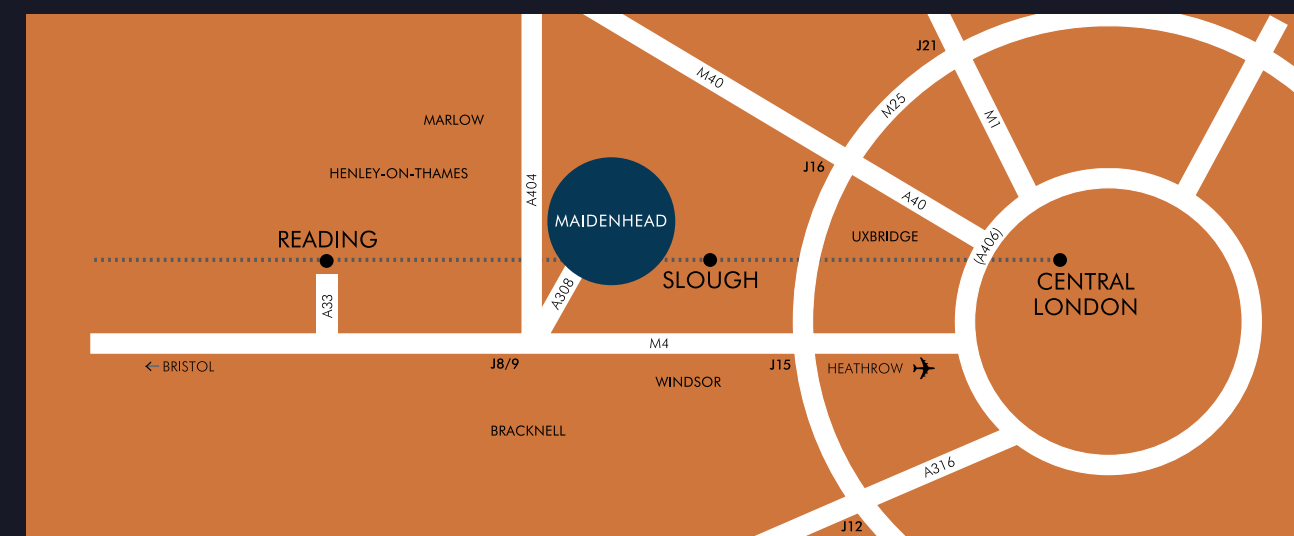 J21
M40
M25
MARLOW
M1
J16
HENLEY-ON-THAMES
A404
A40
MAIDENHEAD
UXBRIDGE
READING
(A406)
SLOUGH
CENTRAL
LONDON
A33
A308
M4
← BRISTOL
J8/9
J15
HEATHROW
WINDSOR
BRACKNELL
A316
J12